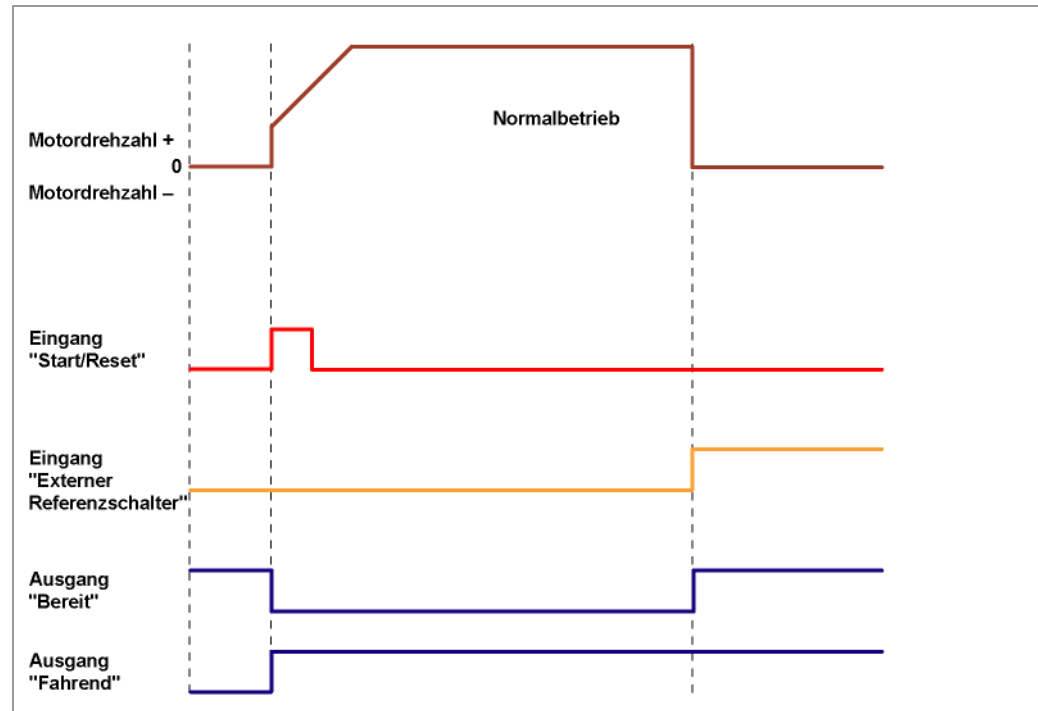 Normalbetrieb
Motordrehzahl +
0
Motordrehzahl –
Eingang
"Start/Reset"
Eingang
"Externer
Referenzschalter"
Ausgang
"Bereit"
Ausgang
"Fahrend"